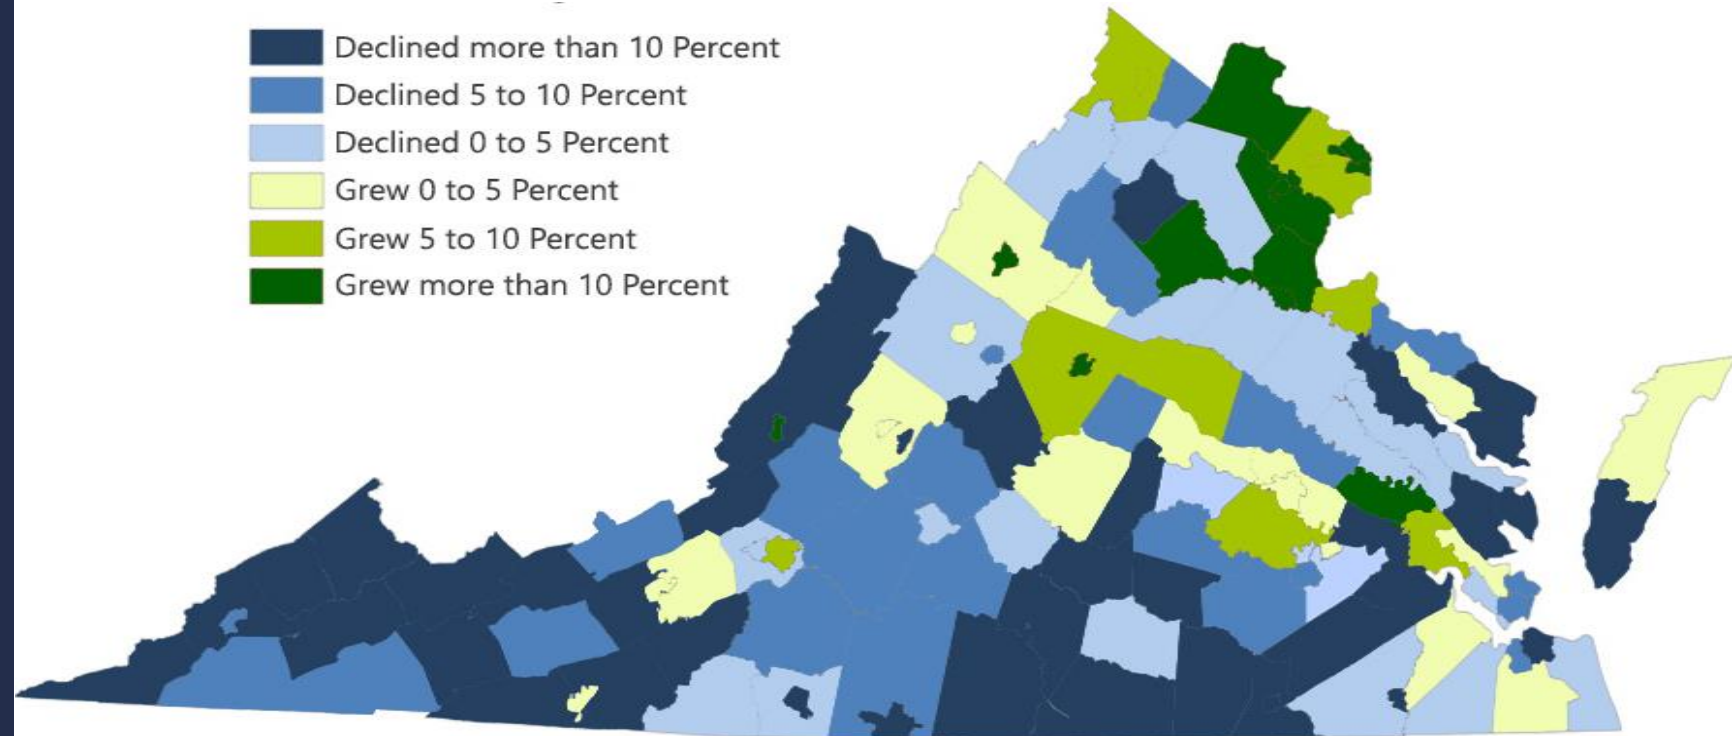 Declined more than 10 Percent
Declined 5 to 10 Percent
Declined 0 to 5 Percent
Grew 0 to 5 Percent
Grew 5 to 10 Percent
Grew more than 10 Percent